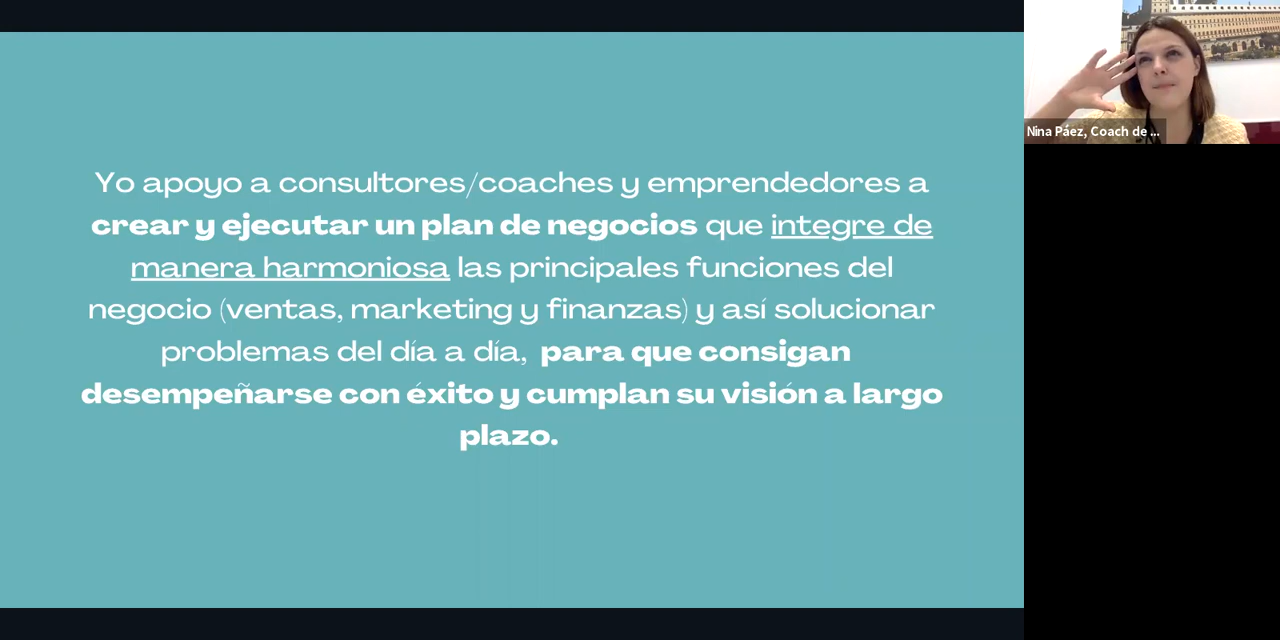 Yo apoyo a consultores/coaches y emprendedores a
crear y ejecutar un plan de negocios que integre de
manera harmoniosa las principales funciones del
negocio (ventas, marketing y finanzas) y así solucionar
problemas del día a día, para que consigan
desempeñarse con éxito y cumplan su visión a largo
plazo.
Nina Páez, Coach de ...